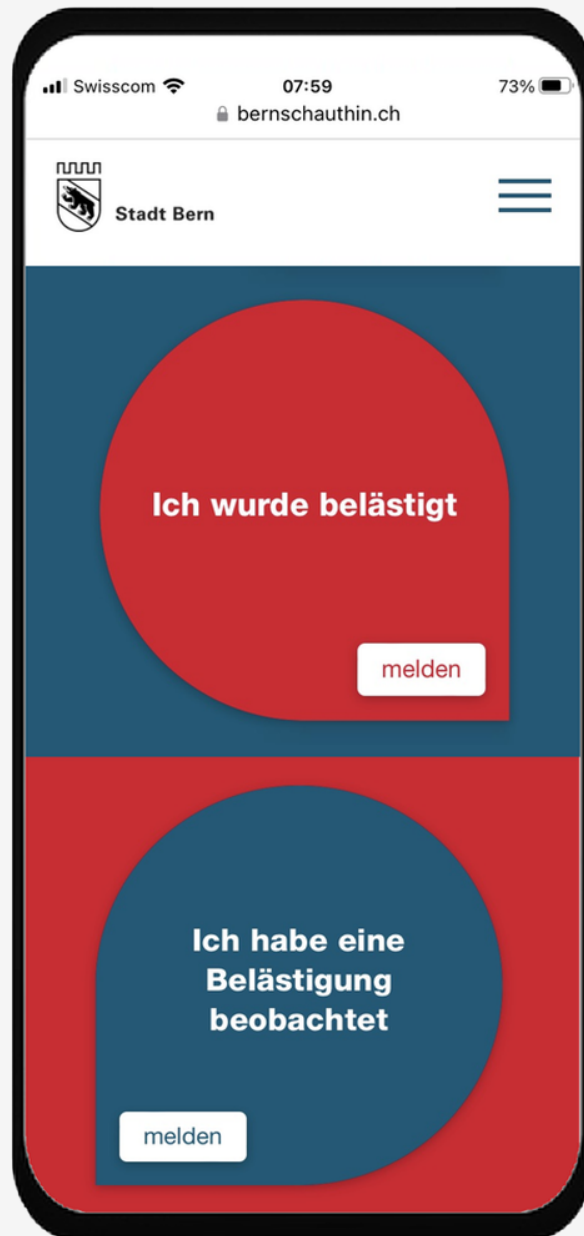 Swisscom 07:59 73%
bernschauthin.ch
Stadt Bern
Ich wurde belästigt
melden
Ich habe eine
Belästigung
beobachtet
melden